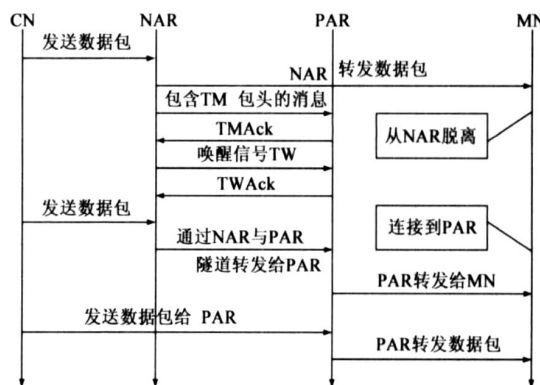 CN NAR PAR MN
发送数据包
NAR 转发数据包
包含TM 包头的消息
TMAck
从NAR脱离
唤醒信号TW
TWAck
发送数据包
通过NAR与PAR
连接到PAR
隧道转发给PAR
PAR转发给MN
发送数据包给 PAR
PAR转发数据包